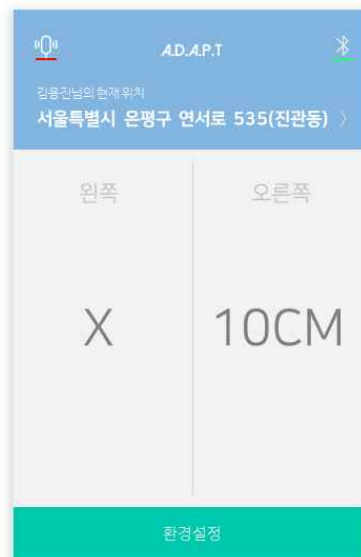 A.D.A.P.T
김용진님의 현재 위치
서울특별시 은평구 연서로 535(진관동) 〉
왼쪽 오른쪽
X 10CM
환경설정